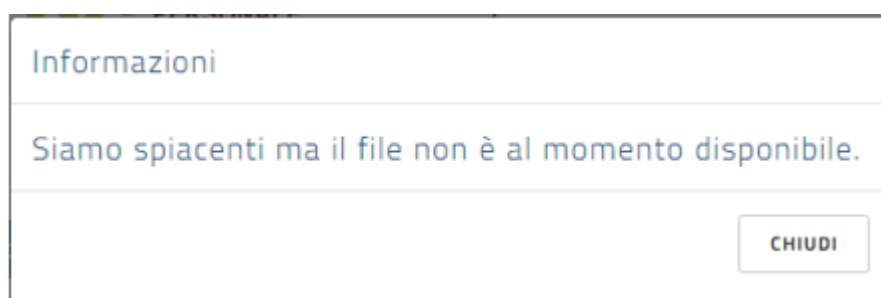 Informazioni
Siamo spiacenti ma il file non è al momento disponibile.
CHIUDI